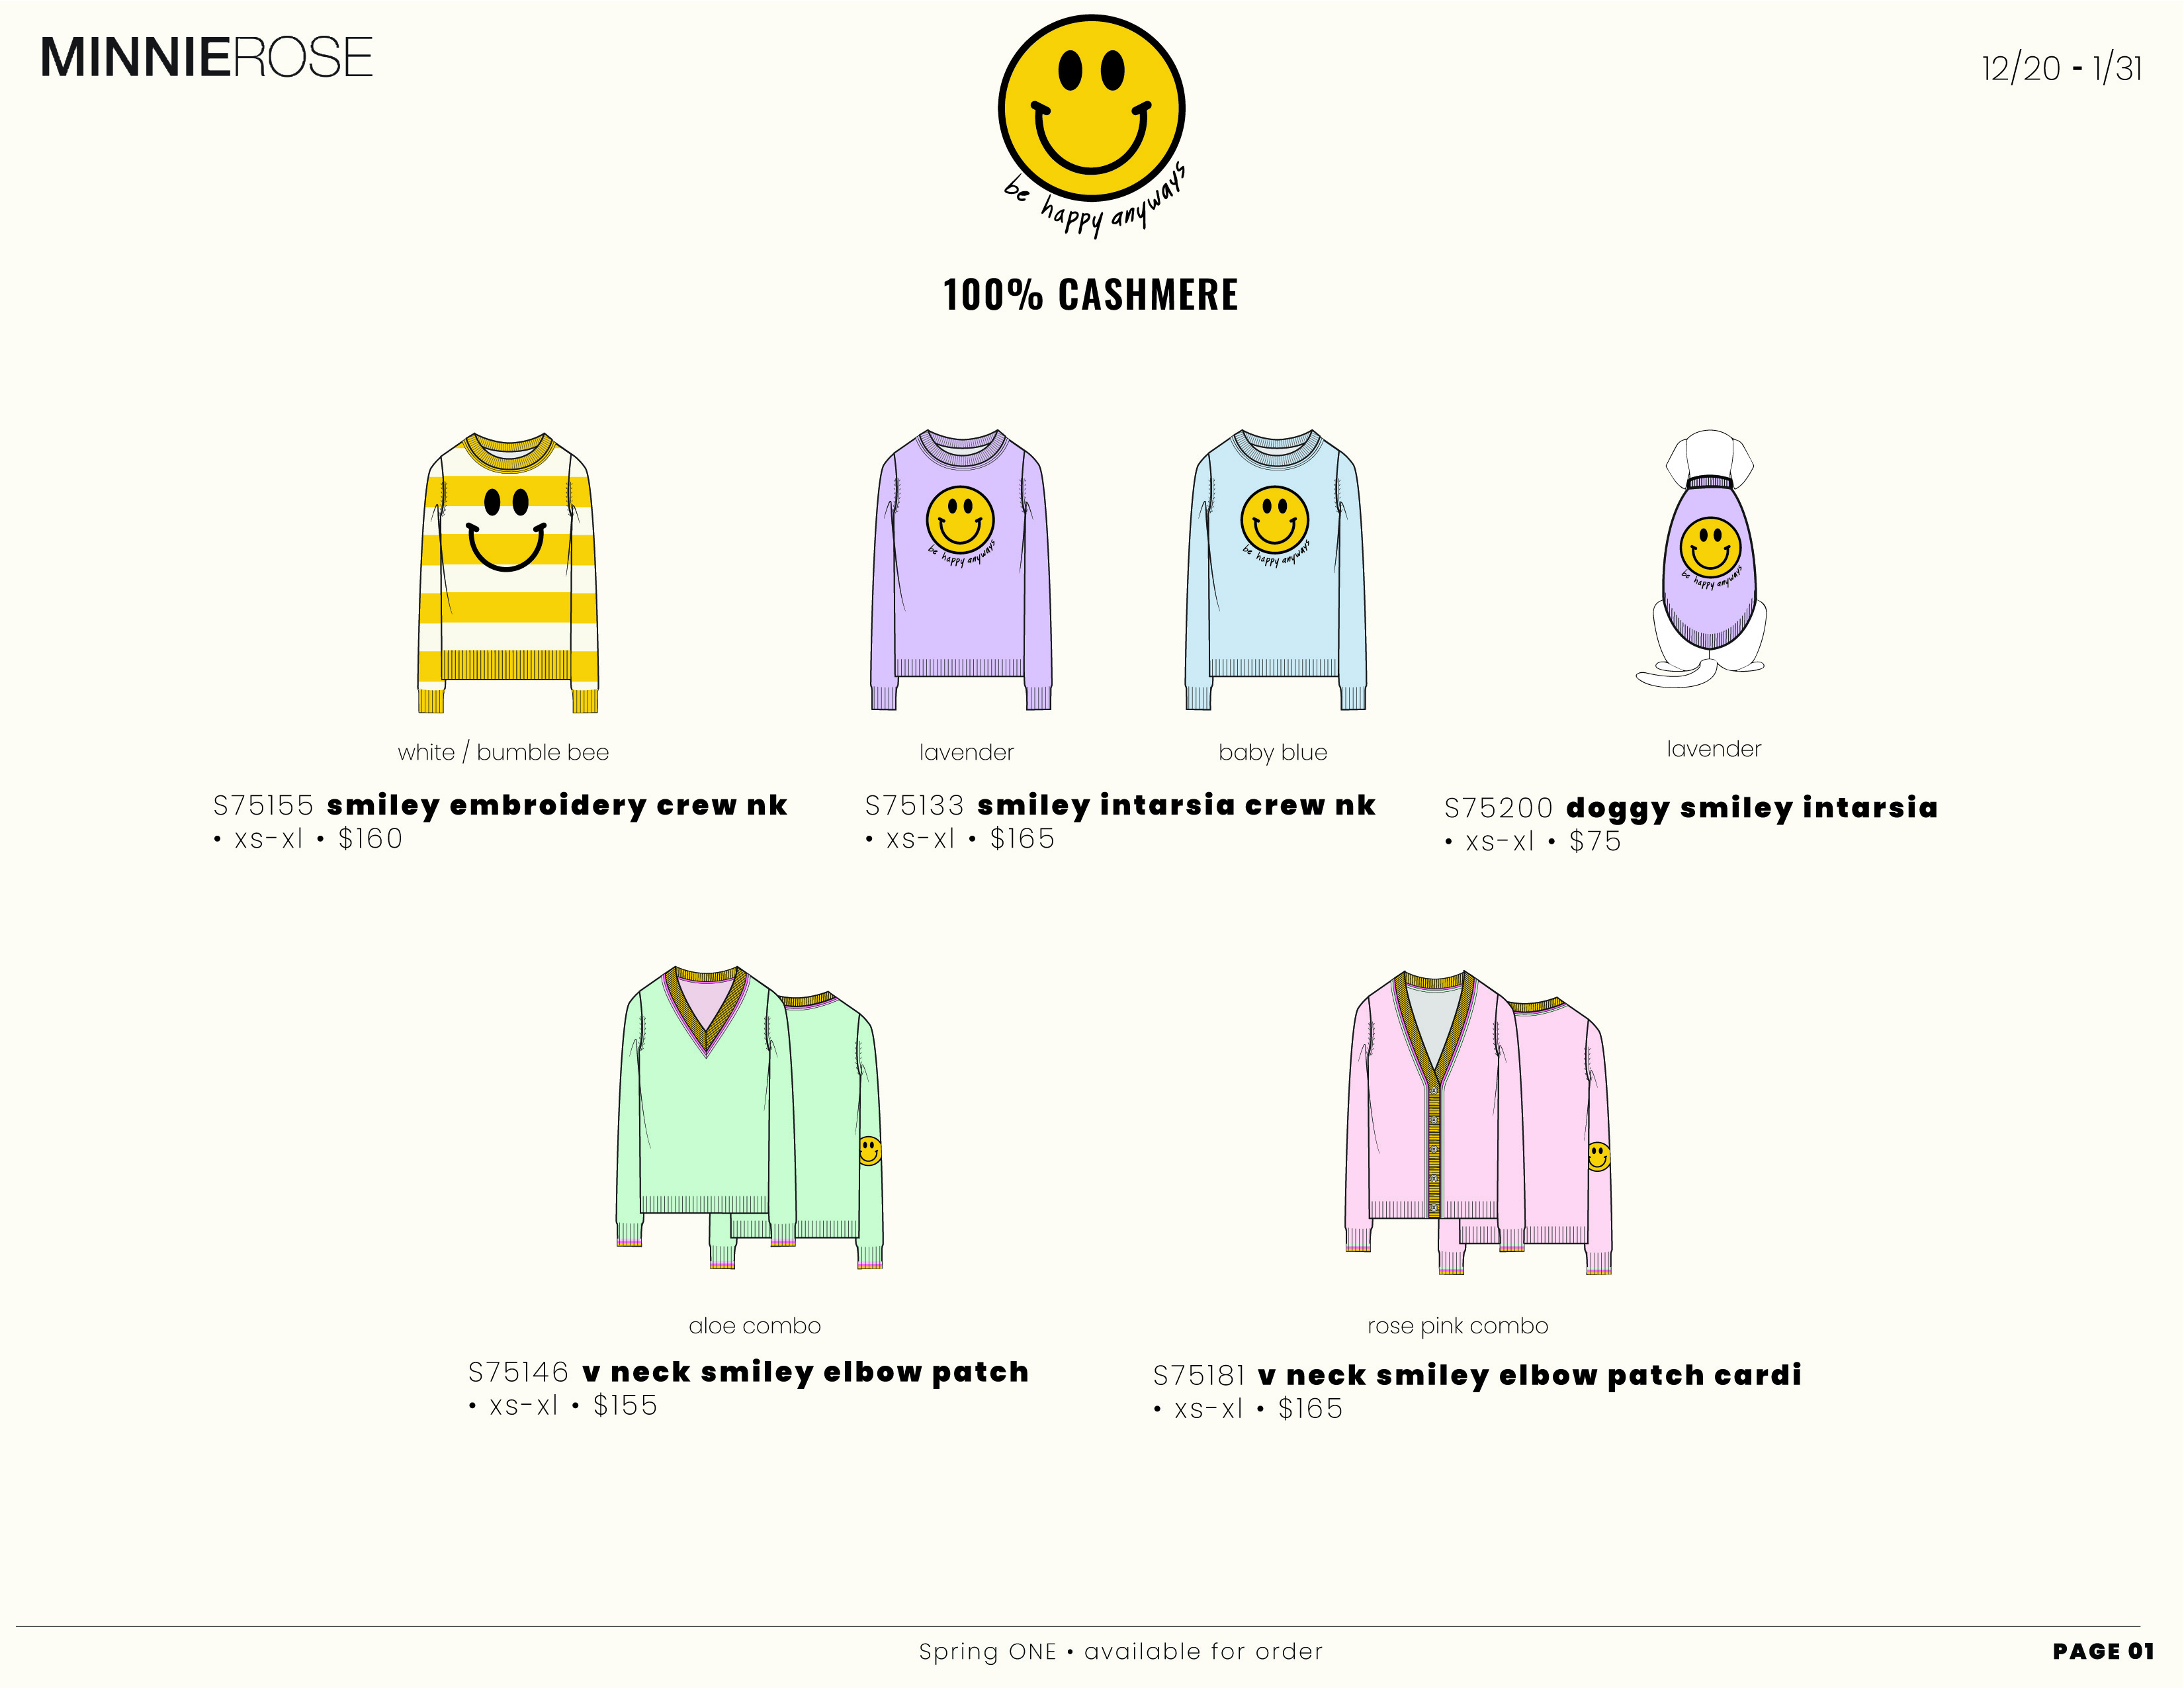 MINNIEROSE
12/20 - 1/31
be happy anyways
100% CASHMERE
be happy anyways
be happy anyways
be happy anyways
white / bumble bee
lavender
baby blue
lavender
S75155 smiley embroidery crew nk
• xs-xl • $160
S75133 smiley intarsia crew nk
• xs-xl • $165
S75200 doggy smiley intarsia
• xs-xl • $75
aloe combo
rose pink combo
S75146 v neck smiley elbow patch
• xs-xl • $155
S75181 v neck smiley elbow patch cardi
• xs-xl • $165
Spring ONE • available for order
PAGE 01